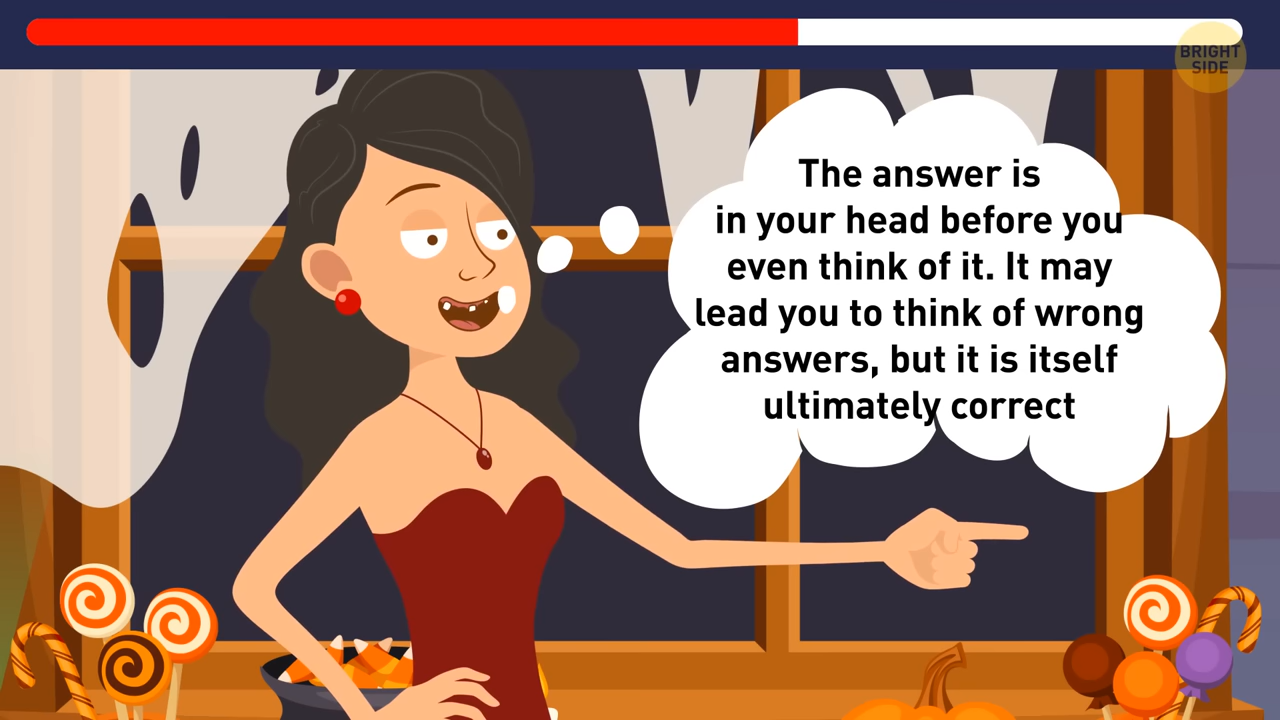 BRIGHT
SIDE
The answer is
in your head before you
even think of it. It may
lead you to think of wrong
answers, but it is itself
ultimately correct